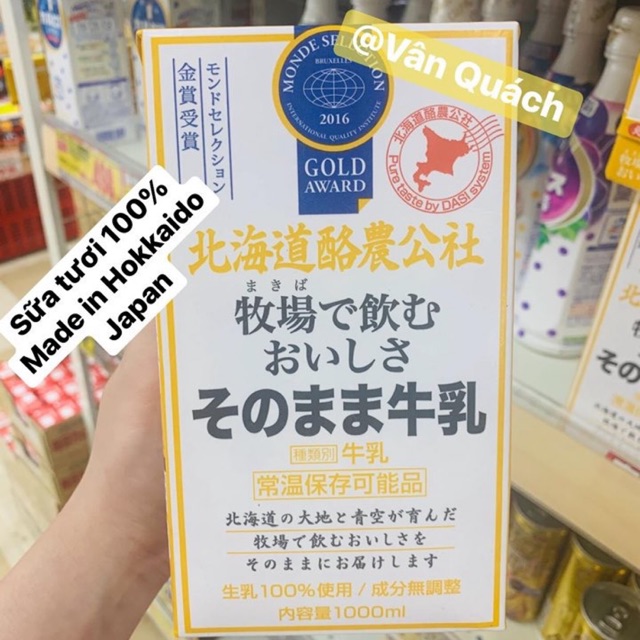 @Vân Quách
MONDE SELECTION
BRUXELLES
2016
INTERNATIONAL QUALITY INSTITUTE
GOLD
AWARD
モンドセレクション
金賞受賞
北海道酪農公社
Pure taste by DASI system
Sữa tươi 100%
Made in Hokkaido
Japan
北海道酪農公社
まきば
牧場で飲む
おいしさ
そのまま牛乳
種類別 牛乳
常温保存可能品
北海道の大地と青空が育んだ
牧場で飲むおいしさを
そのままにお届けします
生乳100%使用/成分無調整
内容量1000ml